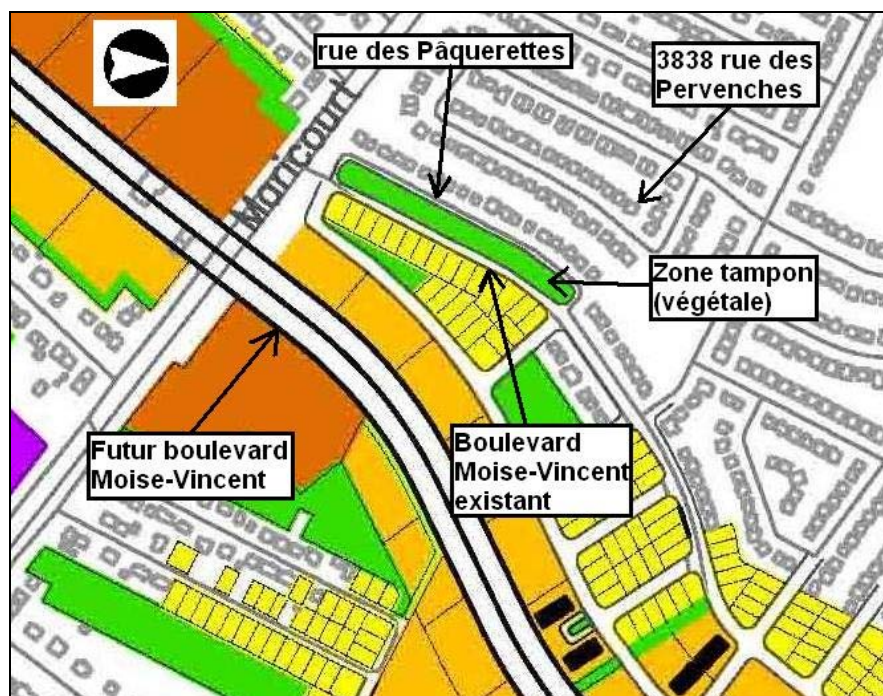 rue des Pâquerettes
3838 rue des
Pervenches
Maricourt
Zone tampon
(végétale)
Futur boulevard
Moise-Vincent
Boulevard
Moise-Vincent
existant